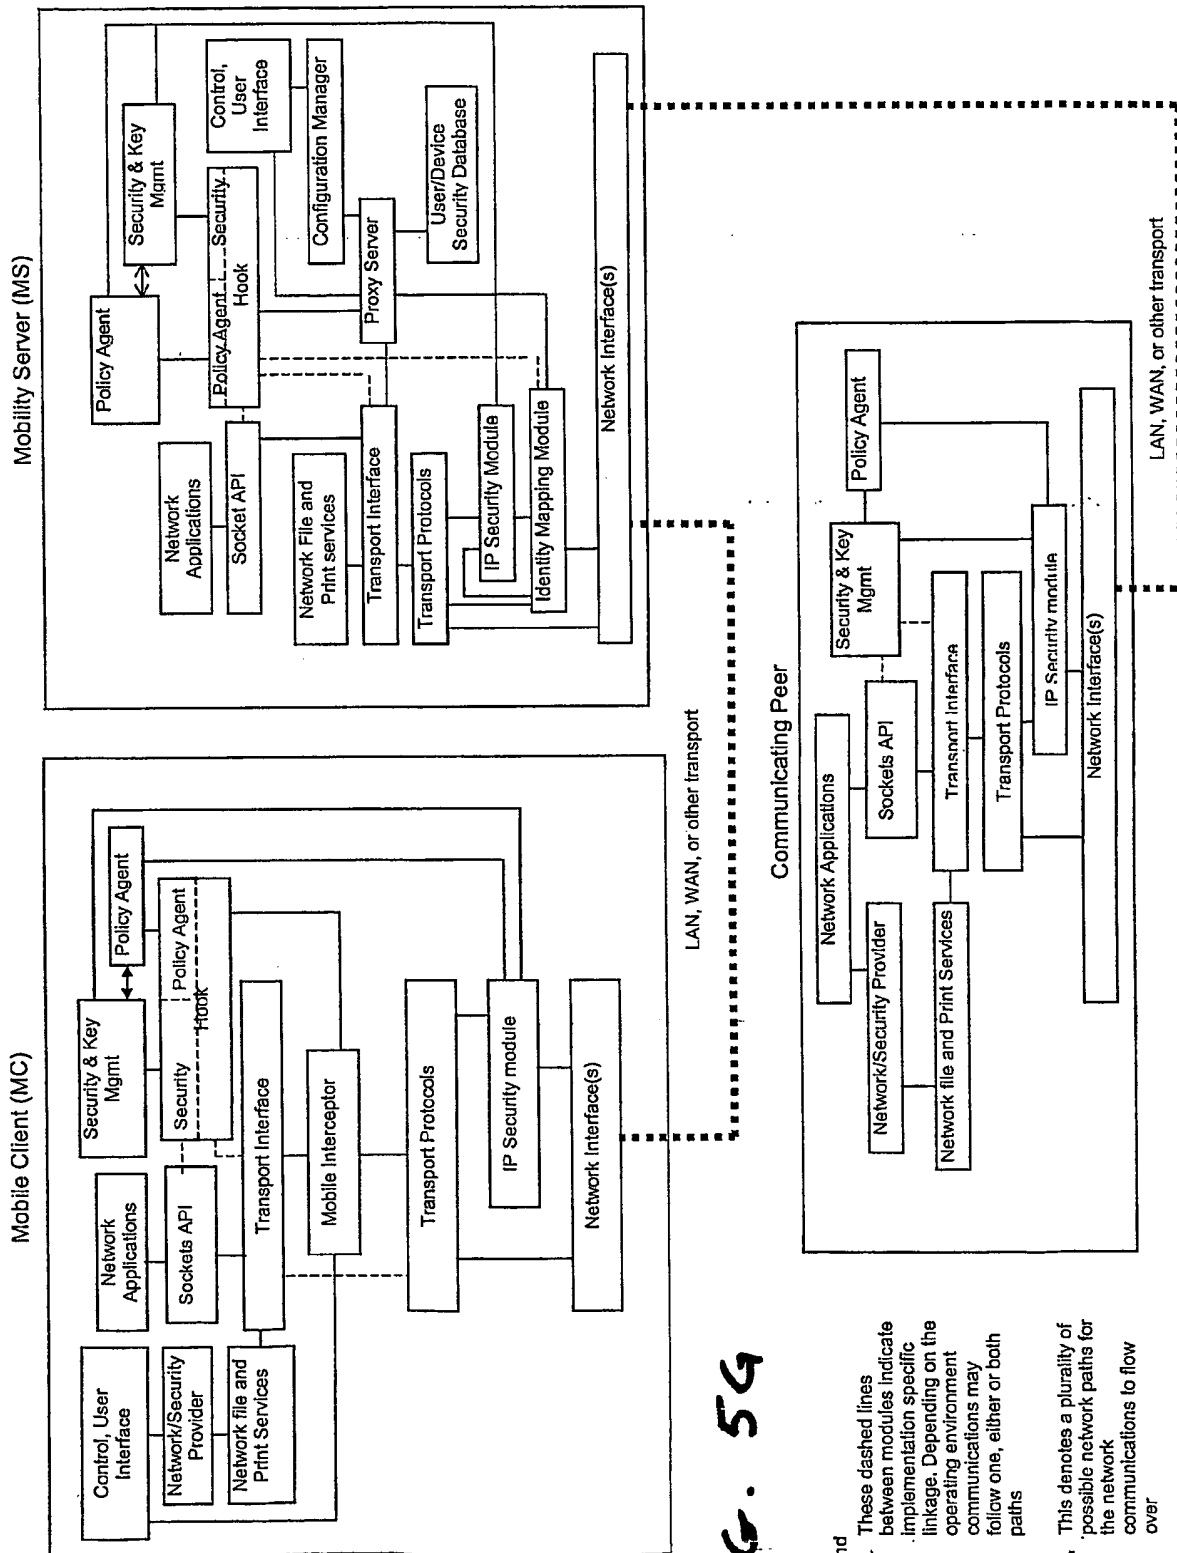 Mobile Client (MC)
Control, User
Interface
Network/Security
Provider
Network file and
Print Services
Network
Applications
Sockets API
Transport Interface
Security & Key
Mgmt
Policy Agent
Security
Policy Agent
Hook
Mobile Interceptor
Transport Protocols
IP Security module
Network Interface(s)
LAN, WAN, or other transport
Mobility Server (MS)
Network
Applications
Socket API
Network File and
Print services
Transport Interface
Transport Protocols
Policy Agent
Security & Key
Mgmt
Policy Agent
Security
Hook
Control,
User
Interface
Configuration Manager
Proxy Server
User/Device
Security Database
IP Security Module
Identity Mapping Module
Network Interface(s)
Communicating Peer
Network Applications
Network/Security Provider
Network file and Print Services
Sockets API
Security & Key
Mgmt
Policy Agent
Transport Interface
Transport Protocols
IP Security module
Network Interface(s)
LAN, WAN, or other transport
5G
These dashed lines
between modules indicate
implementation specific
linkage. Depending on the
operating environment
communications may
follow one, either or both
paths
This denotes a plurality of
possible network paths for
the network
communications to flow
over